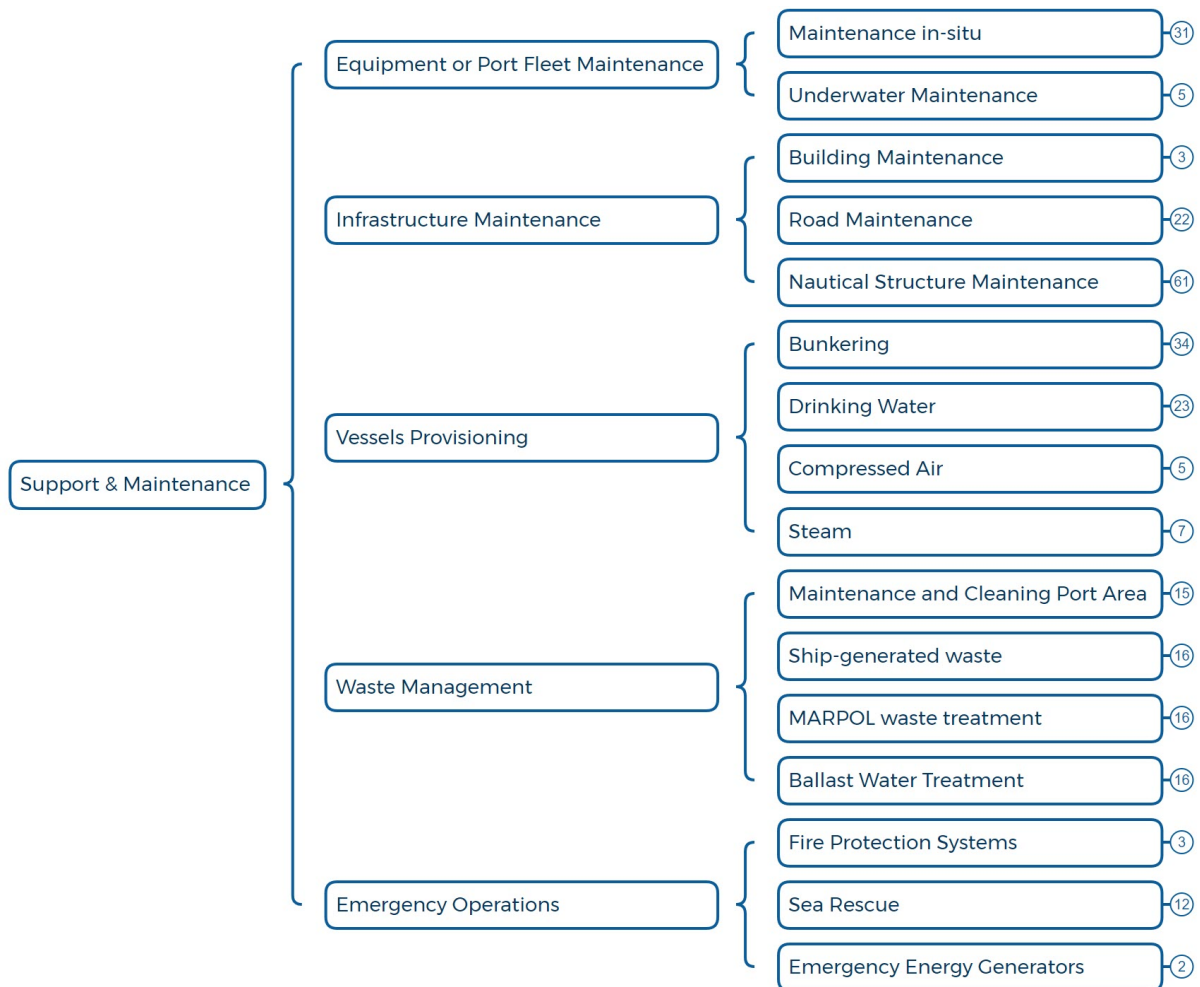 Support & Maintenance
Equipment or Port Fleet Maintenance
Maintenance in-situ
31
Underwater Maintenance
5
Infrastructure Maintenance
Building Maintenance
3
Road Maintenance
22
Nautical Structure Maintenance
61
Vessels Provisioning
Bunkering
34
Drinking Water
23
Compressed Air
5
Steam
7
Waste Management
Maintenance and Cleaning Port Area
15
Ship-generated waste
16
MARPOL waste treatment
16
Ballast Water Treatment
16
Emergency Operations
Fire Protection Systems
3
Sea Rescue
12
Emergency Energy Generators
2